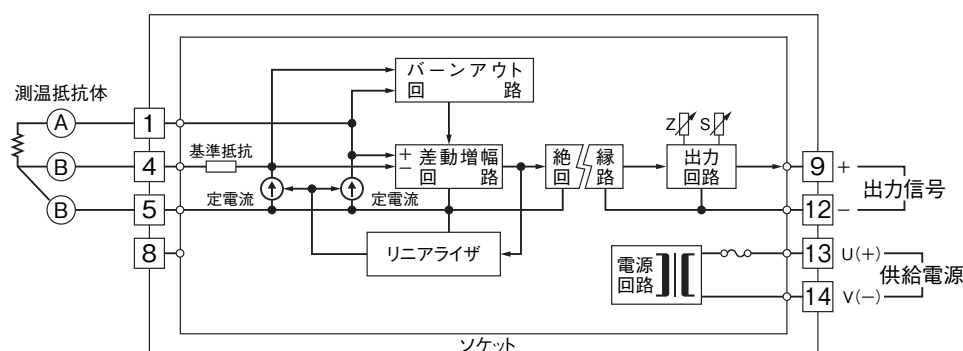 測温抵抗体
A
B
B
1
4
5
8
基準抵抗
定電流
定電流
バーンアウト
回路
+
−
差動増幅
回路
リニアライザ
絶縁
回路
Z
S
出力
回路
電源
回路
9
+
12
−
出力信号
13
U(+)
14
V(−)
供給電源
ソケット